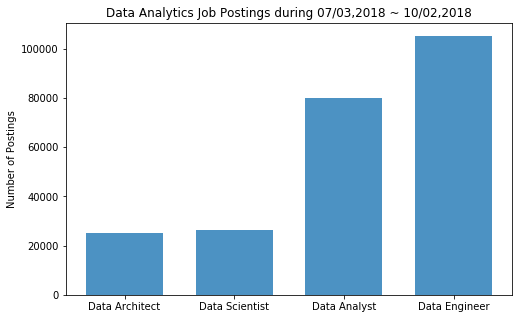 Data Analytics Job Postings during 07/03,2018 ~ 10/02,2018
Number of Postings
100000
80000
60000
40000
20000
0
Data Architect
Data Scientist
Data Analyst
Data Engineer